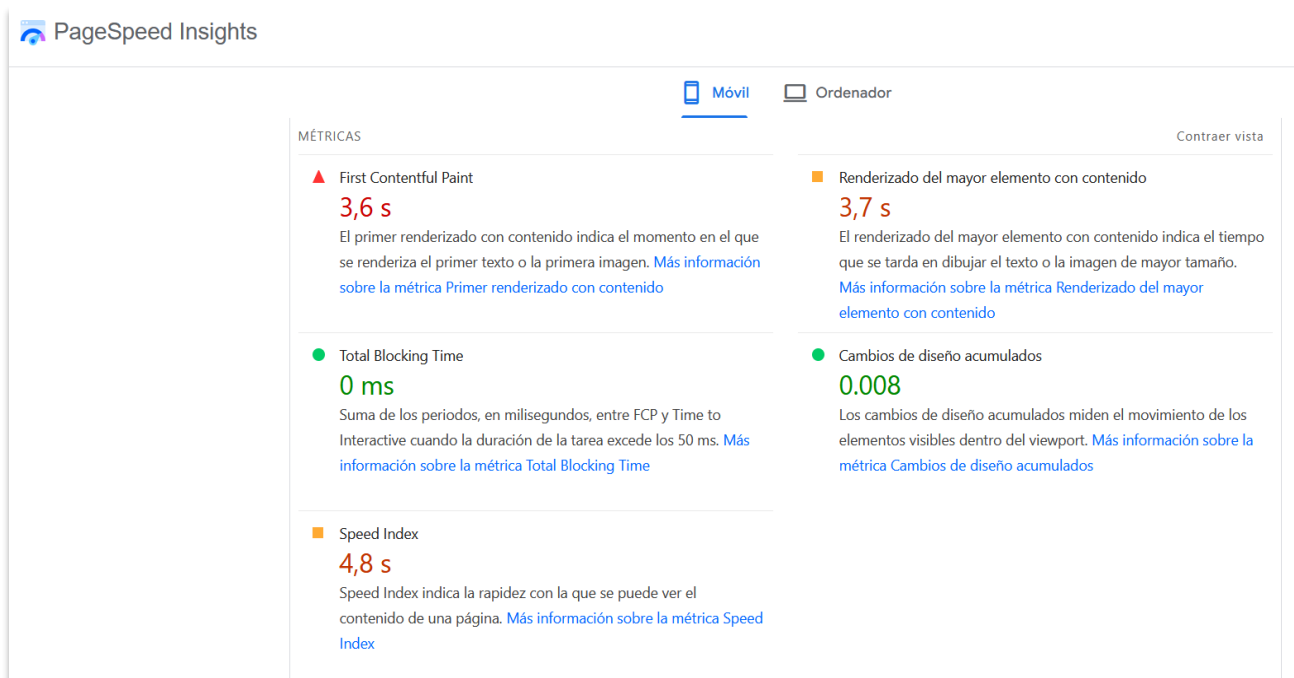 PageSpeed Insights
Móvil
Ordenador
MÉTRICAS
Contraer vista
First Contentful Paint
3,6 s
El primer renderizado con contenido indica el momento en el que
se renderiza el primer texto o la primera imagen. Más información
sobre la métrica Primer renderizado con contenido
Renderizado del mayor elemento con contenido
3,7 s
El renderizado del mayor elemento con contenido indica el tiempo
que se tarda en dibujar el texto o la imagen de mayor tamaño.
Más información sobre la métrica Renderizado del mayor
elemento con contenido
Total Blocking Time
0 ms
Suma de los periodos, en milisegundos, entre FCP y Time to
Interactive cuando la duración de la tarea excede los 50 ms. Más
información sobre la métrica Total Blocking Time
Cambios de diseño acumulados
0.008
Los cambios de diseño acumulados miden el movimiento de los
elementos visibles dentro del viewport. Más información sobre la
métrica Cambios de diseño acumulados
Speed Index
4,8 s
Speed Index indica la rapidez con la que se puede ver el
contenido de una página. Más información sobre la métrica Speed
Index